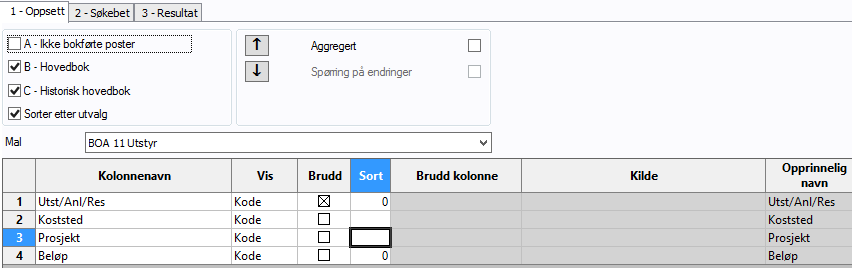 1 - Oppsett 2 - Søkebet 3 - Resultat
A - Ikke bokførte poster
B - Hovedbok
C - Historisk hovedbok
Sorter etter utvalg
Aggregert
Spørring på endringer
Mal BOA 11 Utstyr
Kolonnenavn Vis Brudd Sort Brudd kolonne Kilde Opprinnelig navn
1 Utst/Anl/Res Kode 0 Utst/Anl/Res
2 Koststed Kode Koststed
3 Prosjekt Kode Prosjekt
4 Beløp Kode 0 Beløp